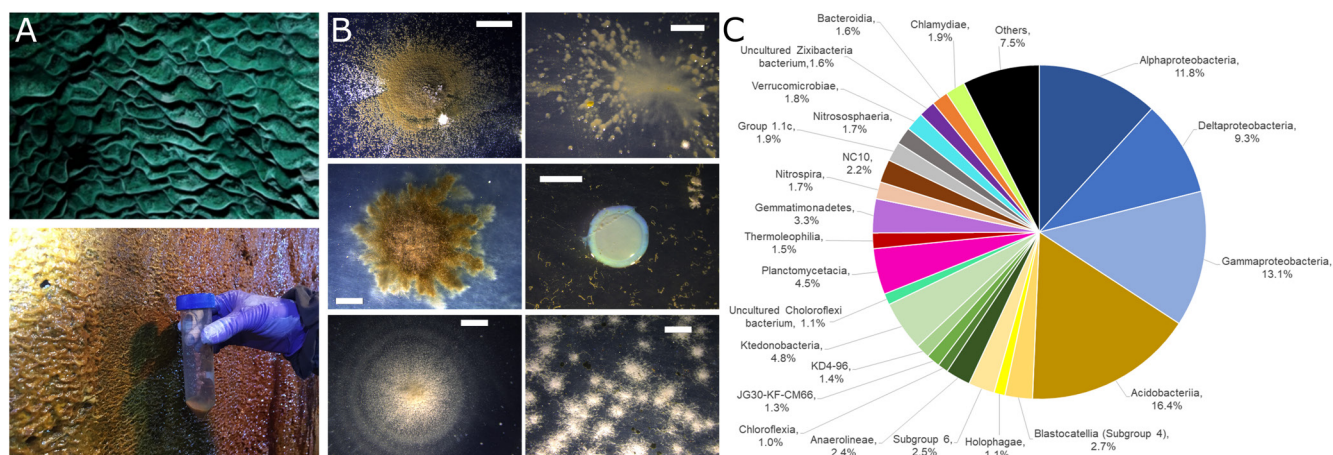 A
B
C
Others,
7.5%
Chlamydiae,
1.9%
Bacteroidia,
1.6%
Uncultured Zixibacteria
bacterium,1.6%
Verrucomicrobiae,
1.8%
Nitrososphaeria,
1.7%
Group 1.1c,
1.9%
NC10,
2.2%
Nitrospira,
1.7%
Gemmatimonadetes,
3.3%
Thermoleophilia,
1.5%
Planctomycetacia,
4.5%
Uncultured Choloroflexi
bacterium, 1.1%
Ktedonobacteria,
4.8%
KD4-96,
1.4%
JG30-KF-CM66,
1.3%
Chloroflexia,
1.0%
Anaerolineae,
2.4%
Subgroup 6,
2.5%
Holophagae,
1.1%
Blastocatellia (Subgroup 4),
2.7%
Acidobacteriia,
16.4%
Gammaproteobacteria,
13.1%
Deltaproteobacteria,
9.3%
Alphaproteobacteria,
11.8%